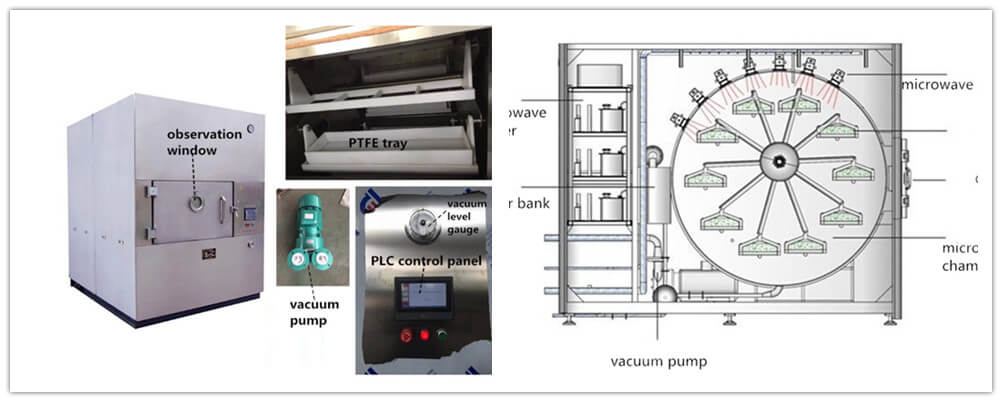 observation
window
PTFE tray
vacuum
level
gauge
PLC control panel
vacuum
pump
microwave
owave
er
r bank
micro
cham
vacuum pump